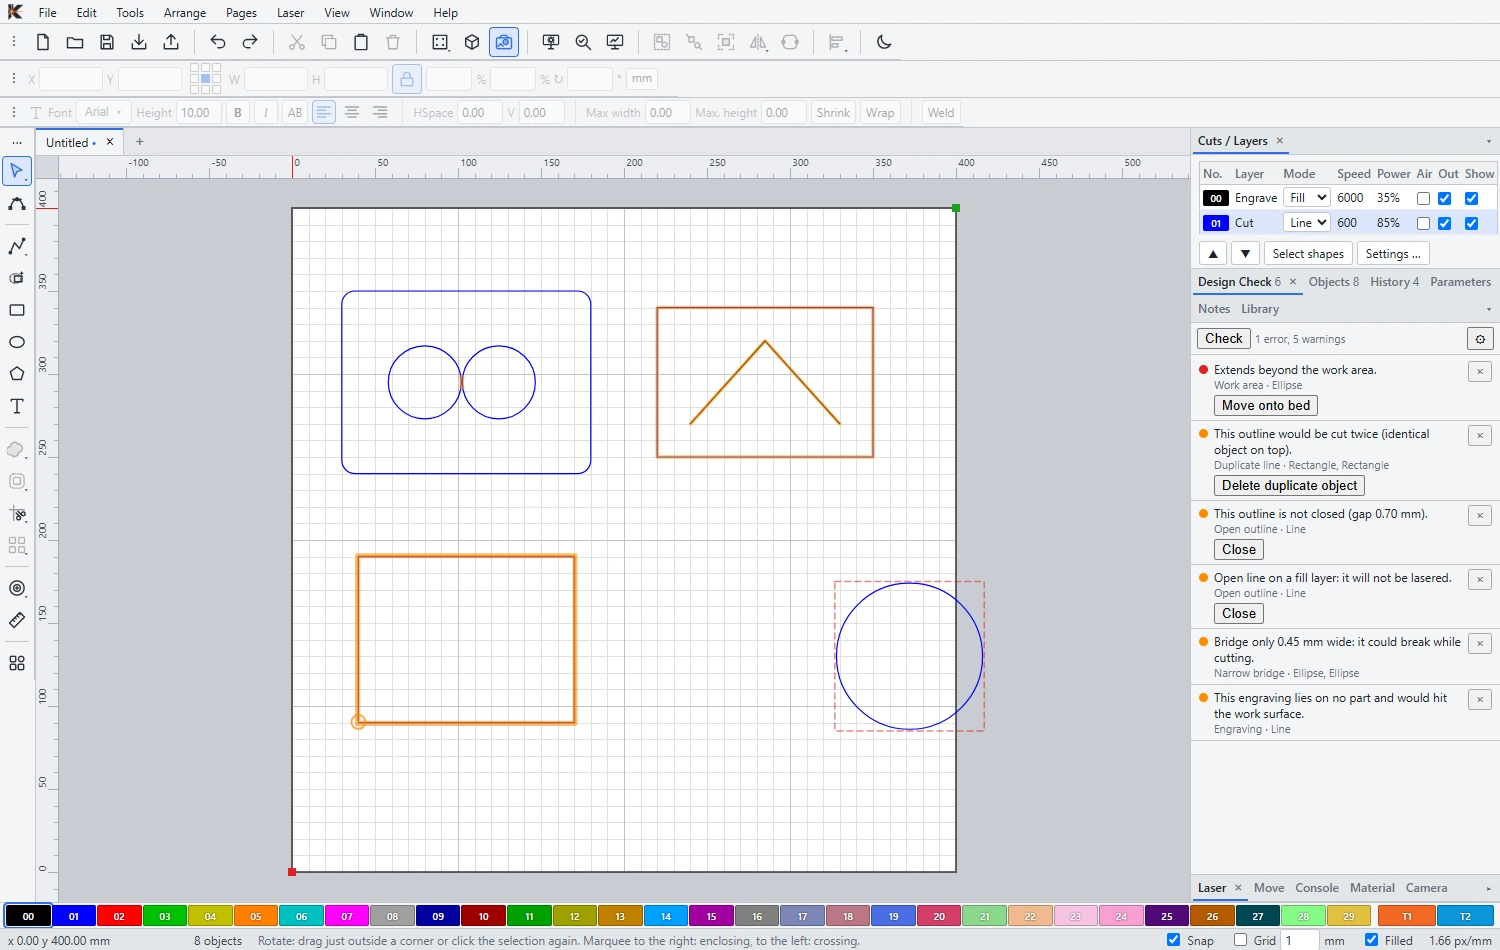 File Edit Tools Arrange Pages Laser View Window Help
X Y W H % % ° mm
Font Arial Height 10.00 B I AB HSpace 0.00 V 0.00 Max width 0.00 Max. height 0.00 Shrink Wrap Weld
Untitled • × +
-100 -50 0 50 100 150 200 250 300 350 400 450 500
400
350
300
250
200
150
100
50
0
Cuts / Layers ×
No. Layer Mode Speed Power Air Out Show
00 Engrave Fill 6000 35%
01 Cut Line 600 85%
▲ ▼ Select shapes Settings ...
Design Check 6 × Objects 8 History 4 Parameters
Notes Library
Check 1 error, 5 warnings
Extends beyond the work area.
Work area · Ellipse
Move onto bed
This outline would be cut twice (identical
object on top).
Duplicate line · Rectangle, Rectangle
Delete duplicate object
This outline is not closed (gap 0.70 mm).
Open outline · Line
Close
Open line on a fill layer: it will not be lasered.
Open outline · Line
Close
Bridge only 0.45 mm wide: it could break while
cutting.
Narrow bridge · Ellipse, Ellipse
This engraving lies on no part and would hit
the work surface.
Engraving · Line
Laser × Move Console Material Camera
00 01 02 03 04 05 06 07 08 09 10 11 12 13 14 15 16 17 18 19 20 21 22 23 24 25 26 27 28 29 T1 T2
x 0.00 y 400.00 mm 8 objects Rotate: drag just outside a corner or click the selection again. Marquee to the right: enclosing, to the left: crossing. Snap Grid 1 mm Filled 1.66 px/mm